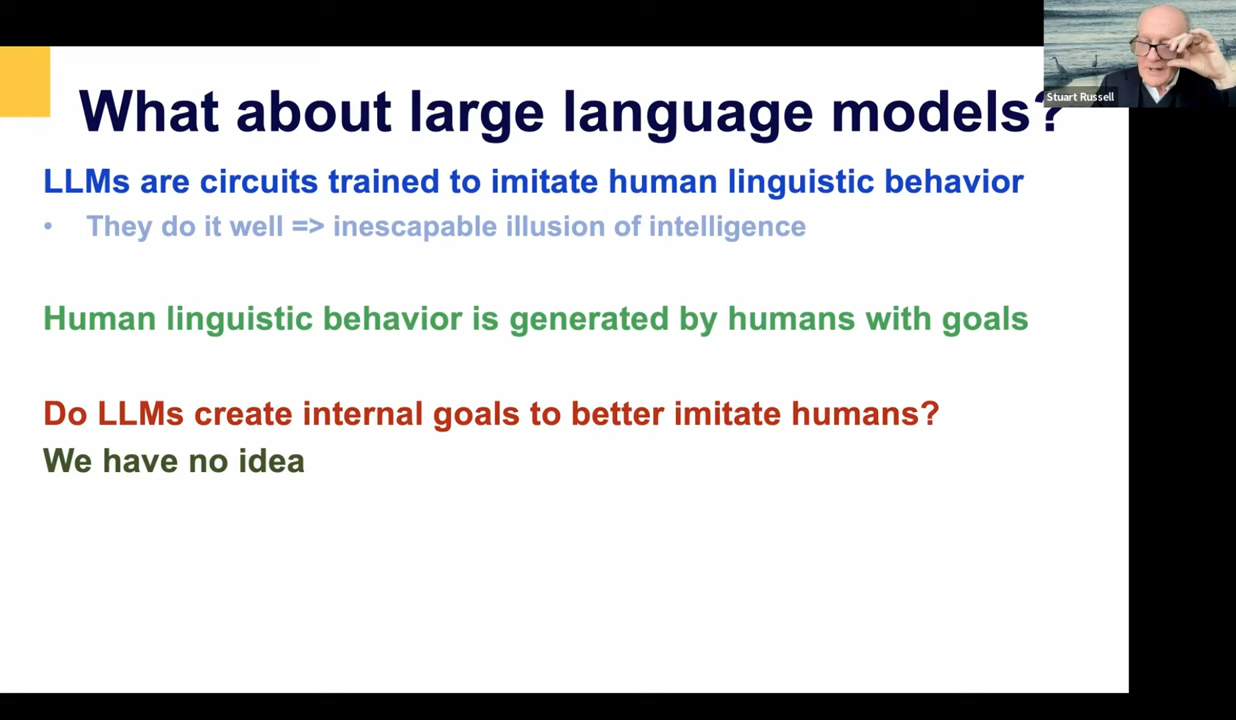 What about large language models?
Stuart Russell
LLMs are circuits trained to imitate human linguistic behavior
• They do it well => inescapable illusion of intelligence
Human linguistic behavior is generated by humans with goals
Do LLMs create internal goals to better imitate humans?
We have no idea